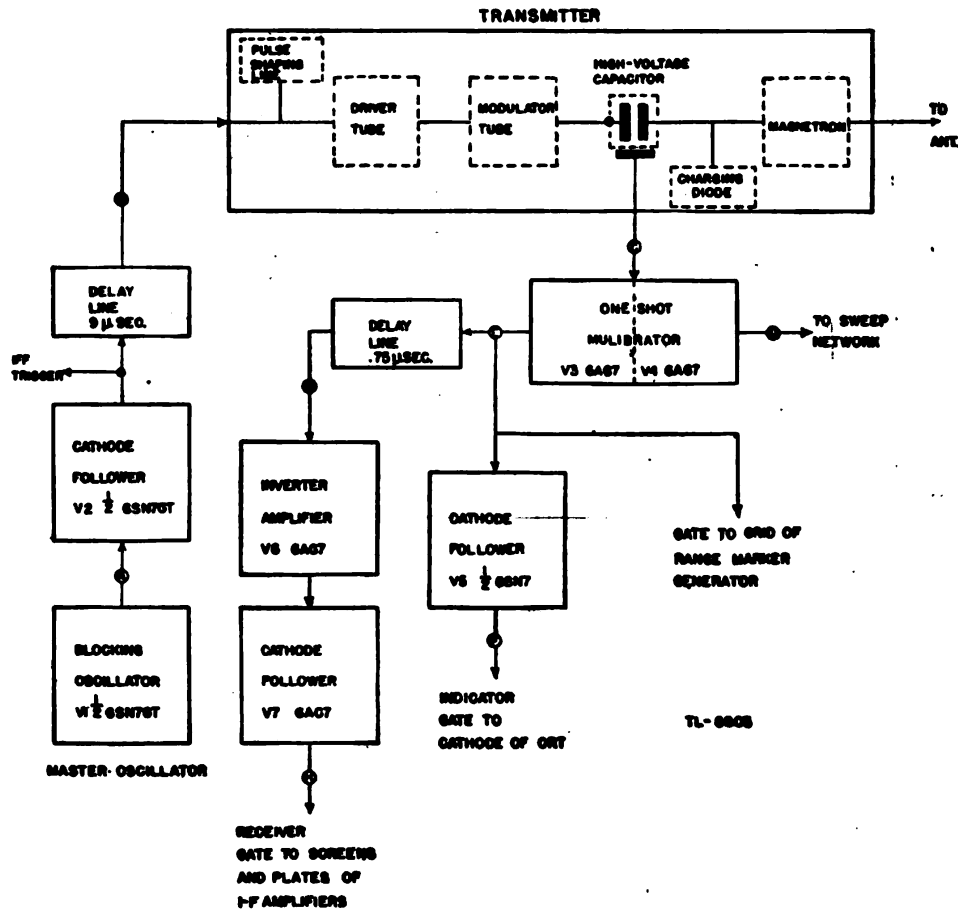 TRANSMITTER
PULSE
SHAPING
LINE
DRIVER
TUBE
MODULATOR
TUBE
HIGH-VOLTAGE
CAPACITOR
CHARGING
DIODE
MAGNETRON
TO
ANT.
DELAY
LINE
9 μ SEC.
IFF
TRIGGER
CATHODE
FOLLOWER
V2 1/2 6SN7GT
BLOCKING
OSCILLATOR
V1 1/2 6SN7GT
MASTER-OSCILLATOR
DELAY
LINE
.75 μSEC.
INVERTER
AMPLIFIER
V6 6AG7
CATHODE
FOLLOWER
V7 6AG7
RECEIVER
GATE TO SCREENS
AND PLATES OF
I-F AMPLIFIERS
ONE SHOT
MULIBRATOR
V3 6AG7 V4 6AG7
TO SWEEP
NETWORK
CATHODE
FOLLOWER
V5 1/2 6SN7
INDICATOR
GATE TO
CATHODE OF CRT
GATE TO GRID OF
RANGE MARKER
GENERATOR